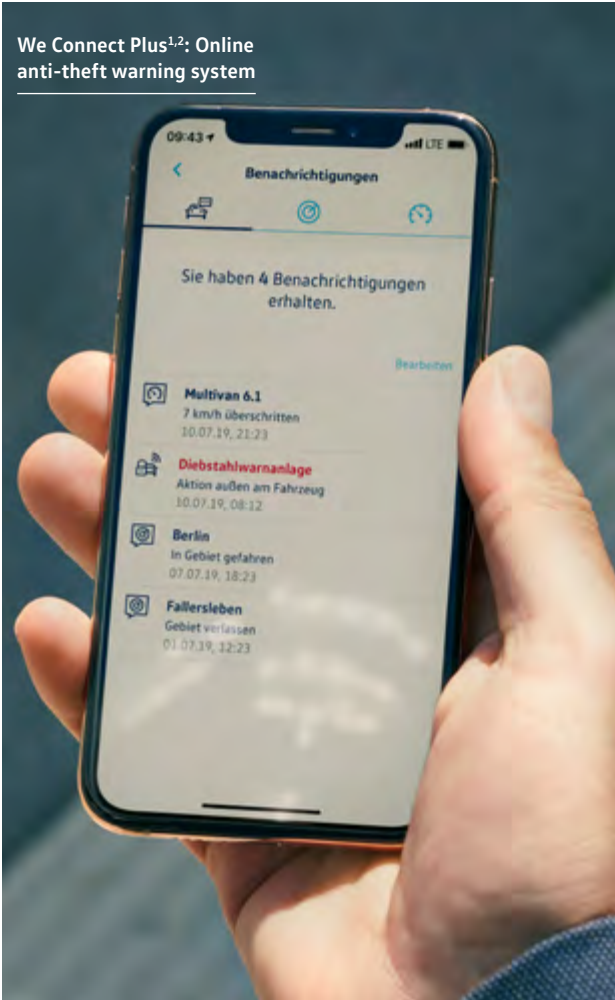 We Connect Plus1,2: Online
anti-theft warning system
09:43
LTE
Benachrichtigungen
Sie haben 4 Benachrichtigungen
erhalten.
Bearbeiten
Multivan 6.1
7 km/h überschritten
10.07.19, 21:23
Diebstahlwarnanlage
Aktion außen am Fahrzeug
10.07.19, 08:12
Berlin
In Gebiet gefahren
07.07.19, 18:23
Fallersleben
Gebiet verlassen
01.07.19, 12:23